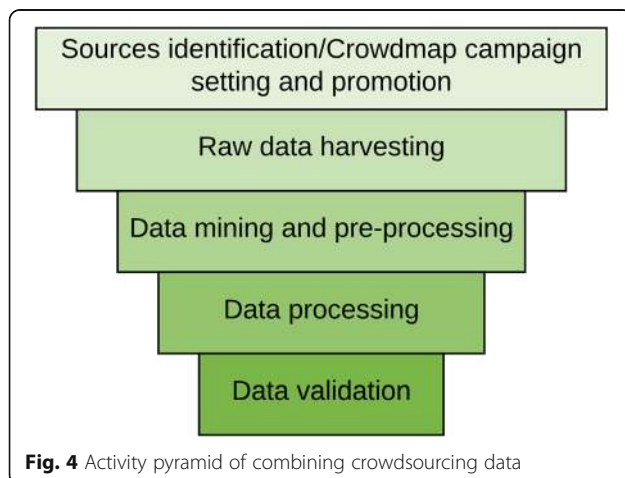 Sources identification/Crowdmap campaign
setting and promotion
Raw data harvesting
Data mining and pre-processing
Data processing
Data validation
Fig. 4 Activity pyramid of combining crowdsourcing data